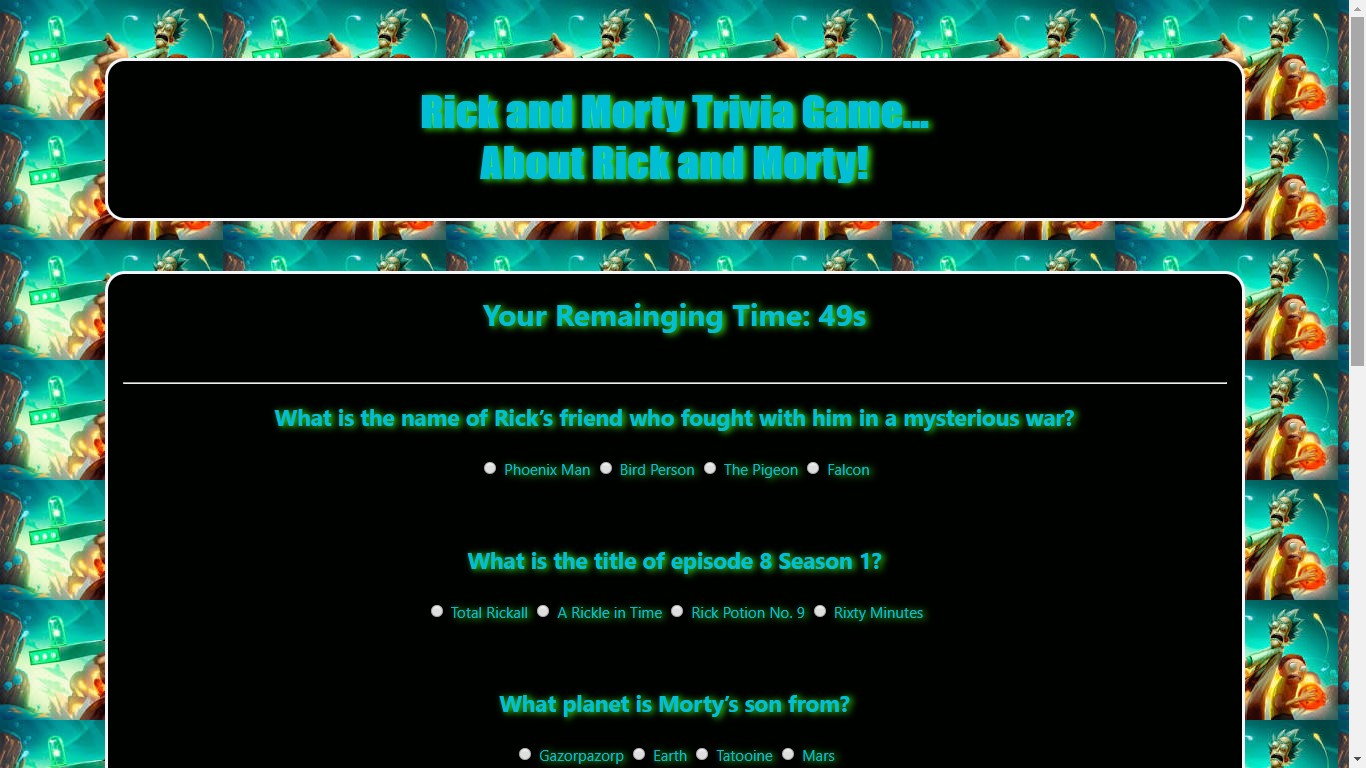 Rick and Morty Trivia Game...
About Rick and Morty!
Your Remainging Time: 49s
What is the name of Rick’s friend who fought with him in a mysterious war?
Phoenix Man Bird Person The Pigeon Falcon
What is the title of episode 8 Season 1?
Total Rickall A Rickle in Time Rick Potion No. 9 Rixty Minutes
What planet is Morty’s son from?
Gazorpazorp Earth Tatooine Mars